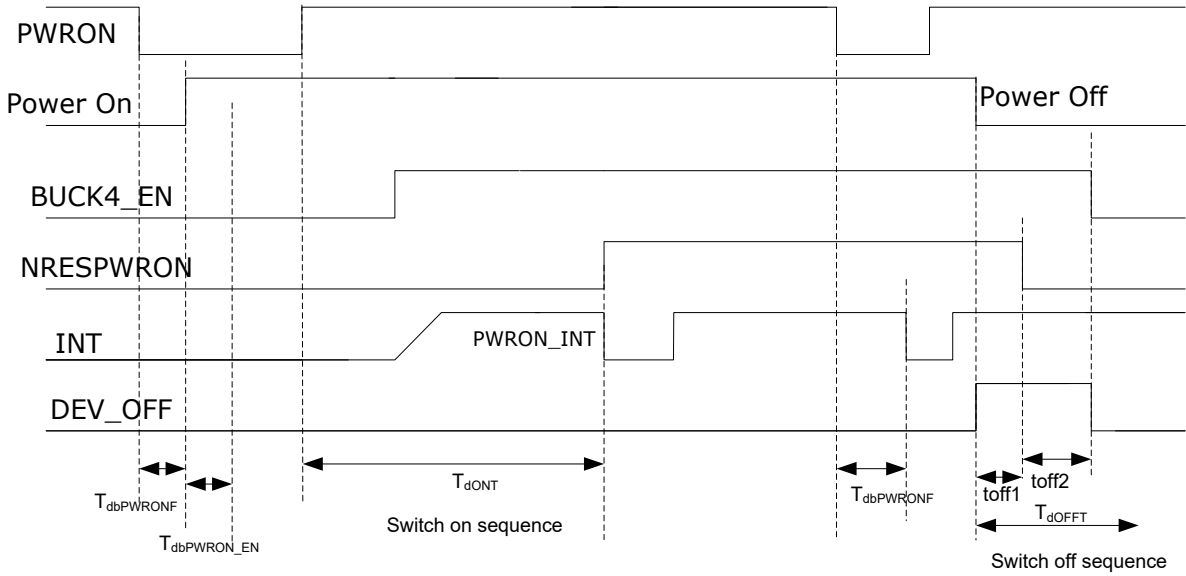 PWRON
Power On
Power Off
BUCK4_EN
NRESPWRON
INT
PWRON_INT
DEV_OFF
TdbPWRONF
TdbPWRON_EN
TdONT
Switch on sequence
TdbPWRONF
toff1
toff2
TdOFFT
Switch off sequence